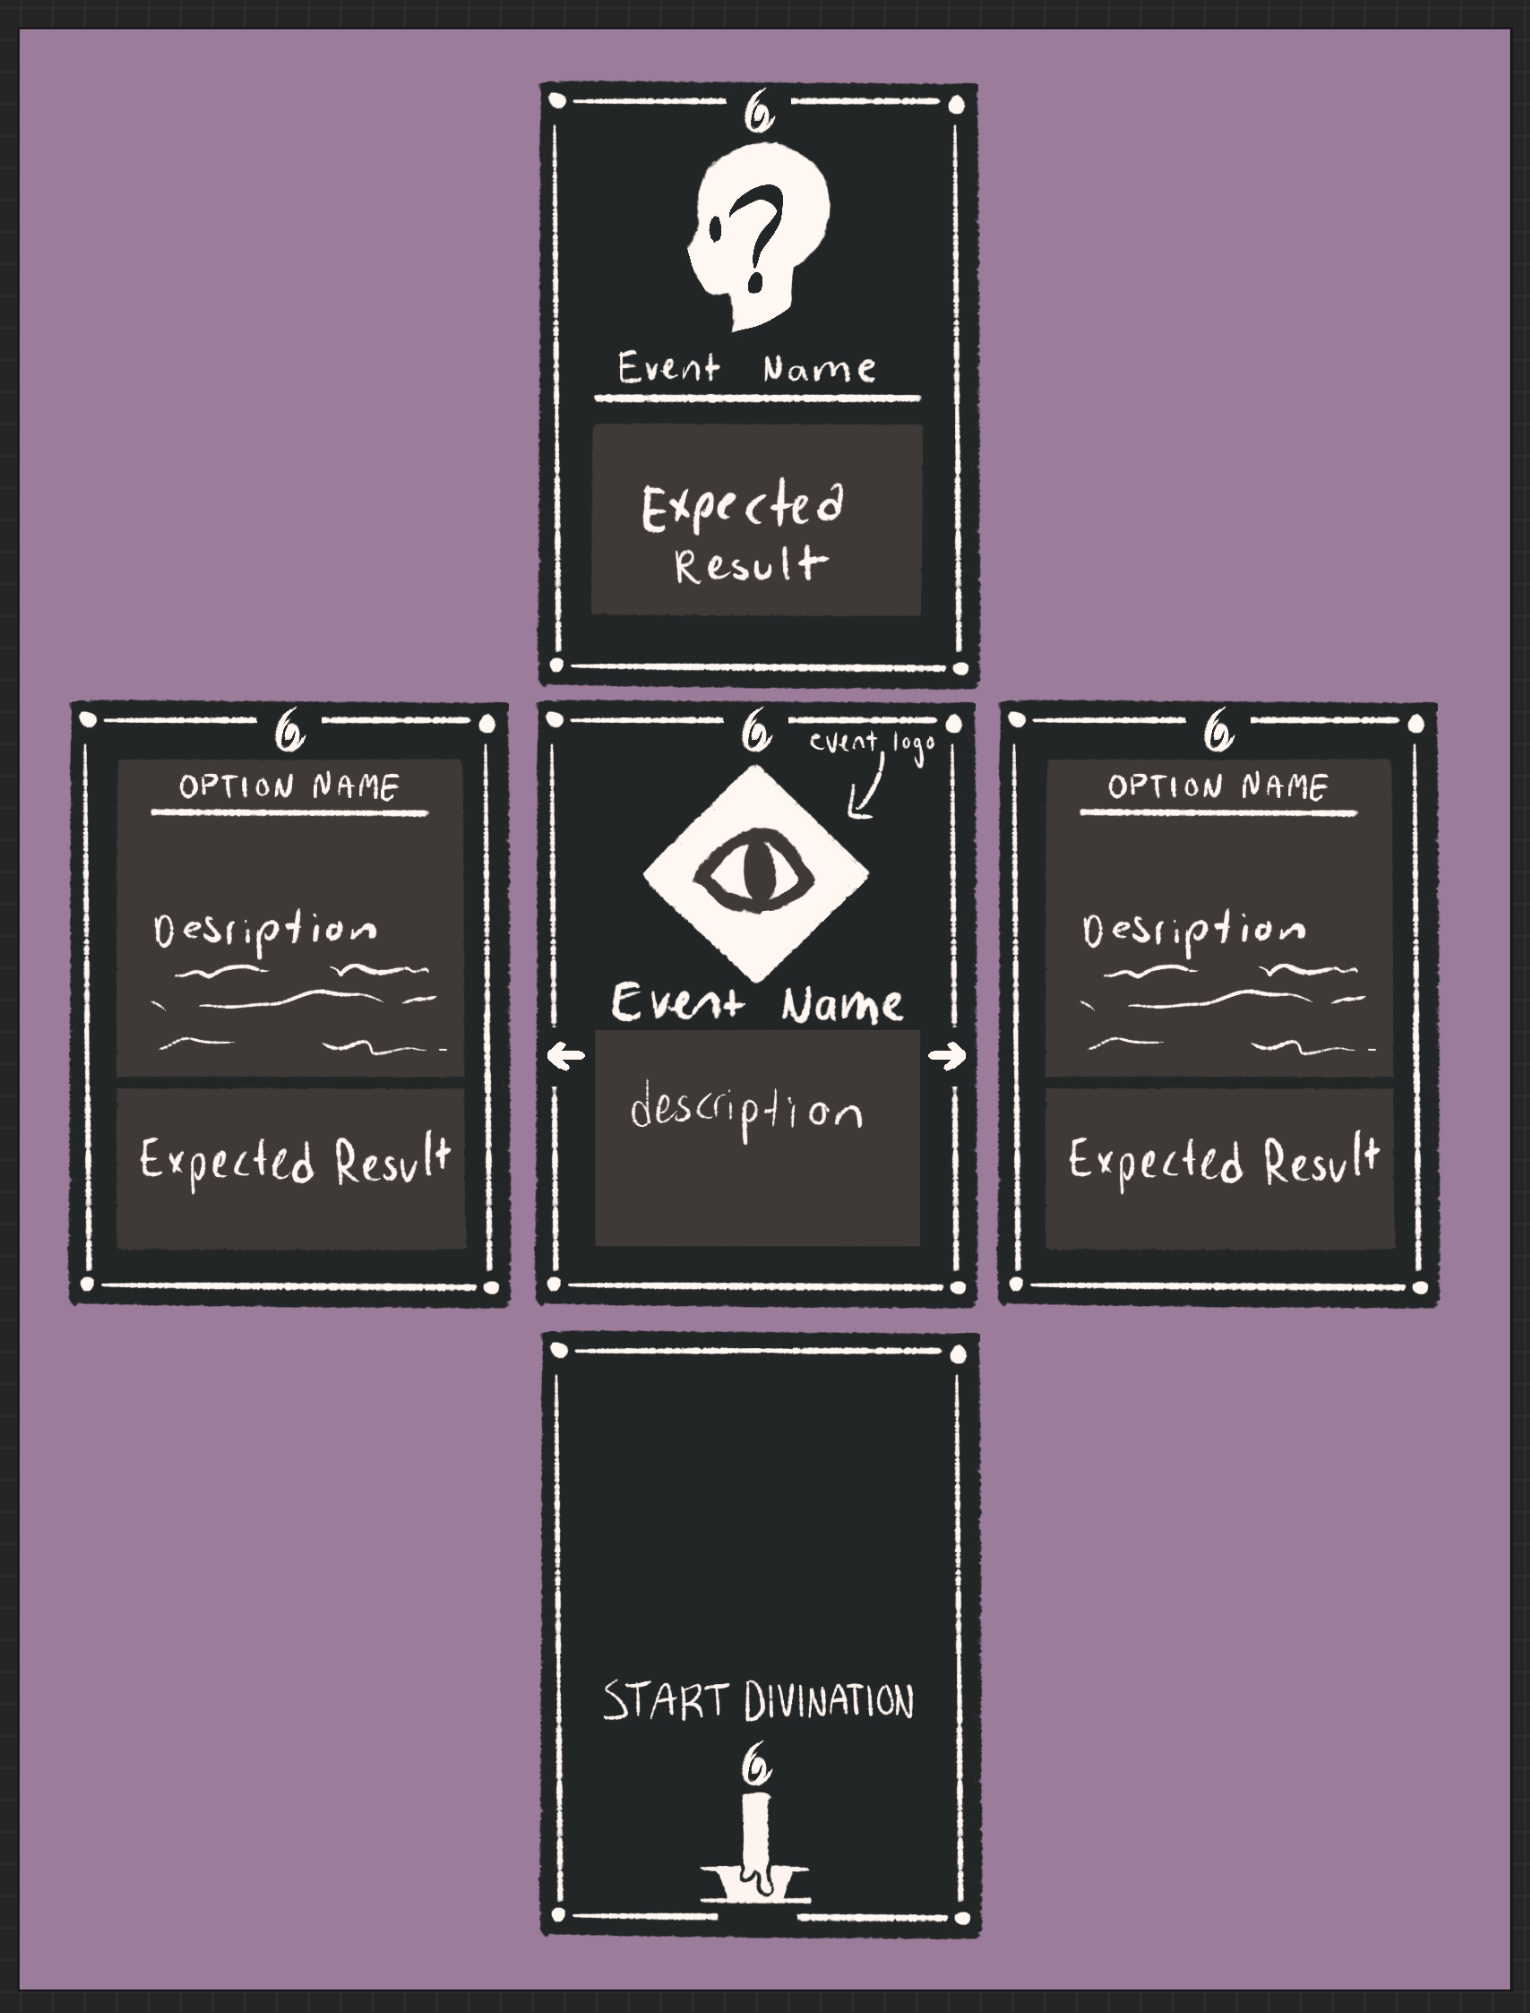 Event Name
Expected
Result
OPTION NAME
Desription
Expected Result
event logo
Event Name
description
OPTION NAME
Desription
Expected Result
START DIVINATION